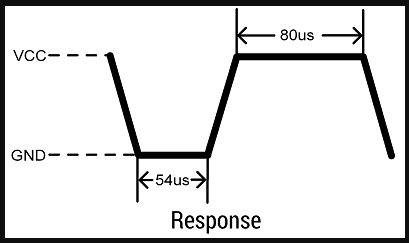 80us
VCC
GND
54us
Response